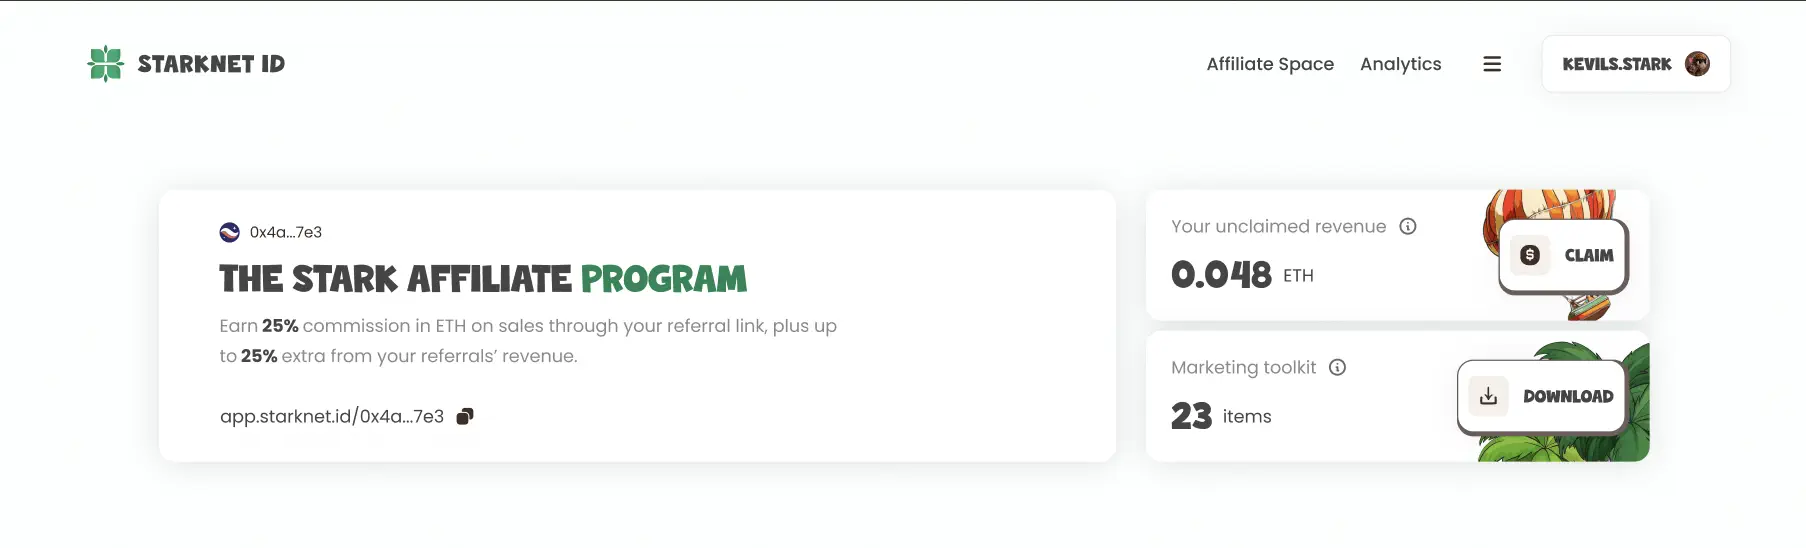 STARKNET ID
Affiliate Space
Analytics
KEVILS.STARK
0x4a...7e3
THE STARK AFFILIATE PROGRAM
Earn 25% commission in ETH on sales through your referral link, plus up
to 25% extra from your referrals’ revenue.
app.starknet.id/0x4a...7e3
Your unclaimed revenue
0.048 ETH
CLAIM
Marketing toolkit
23 items
DOWNLOAD